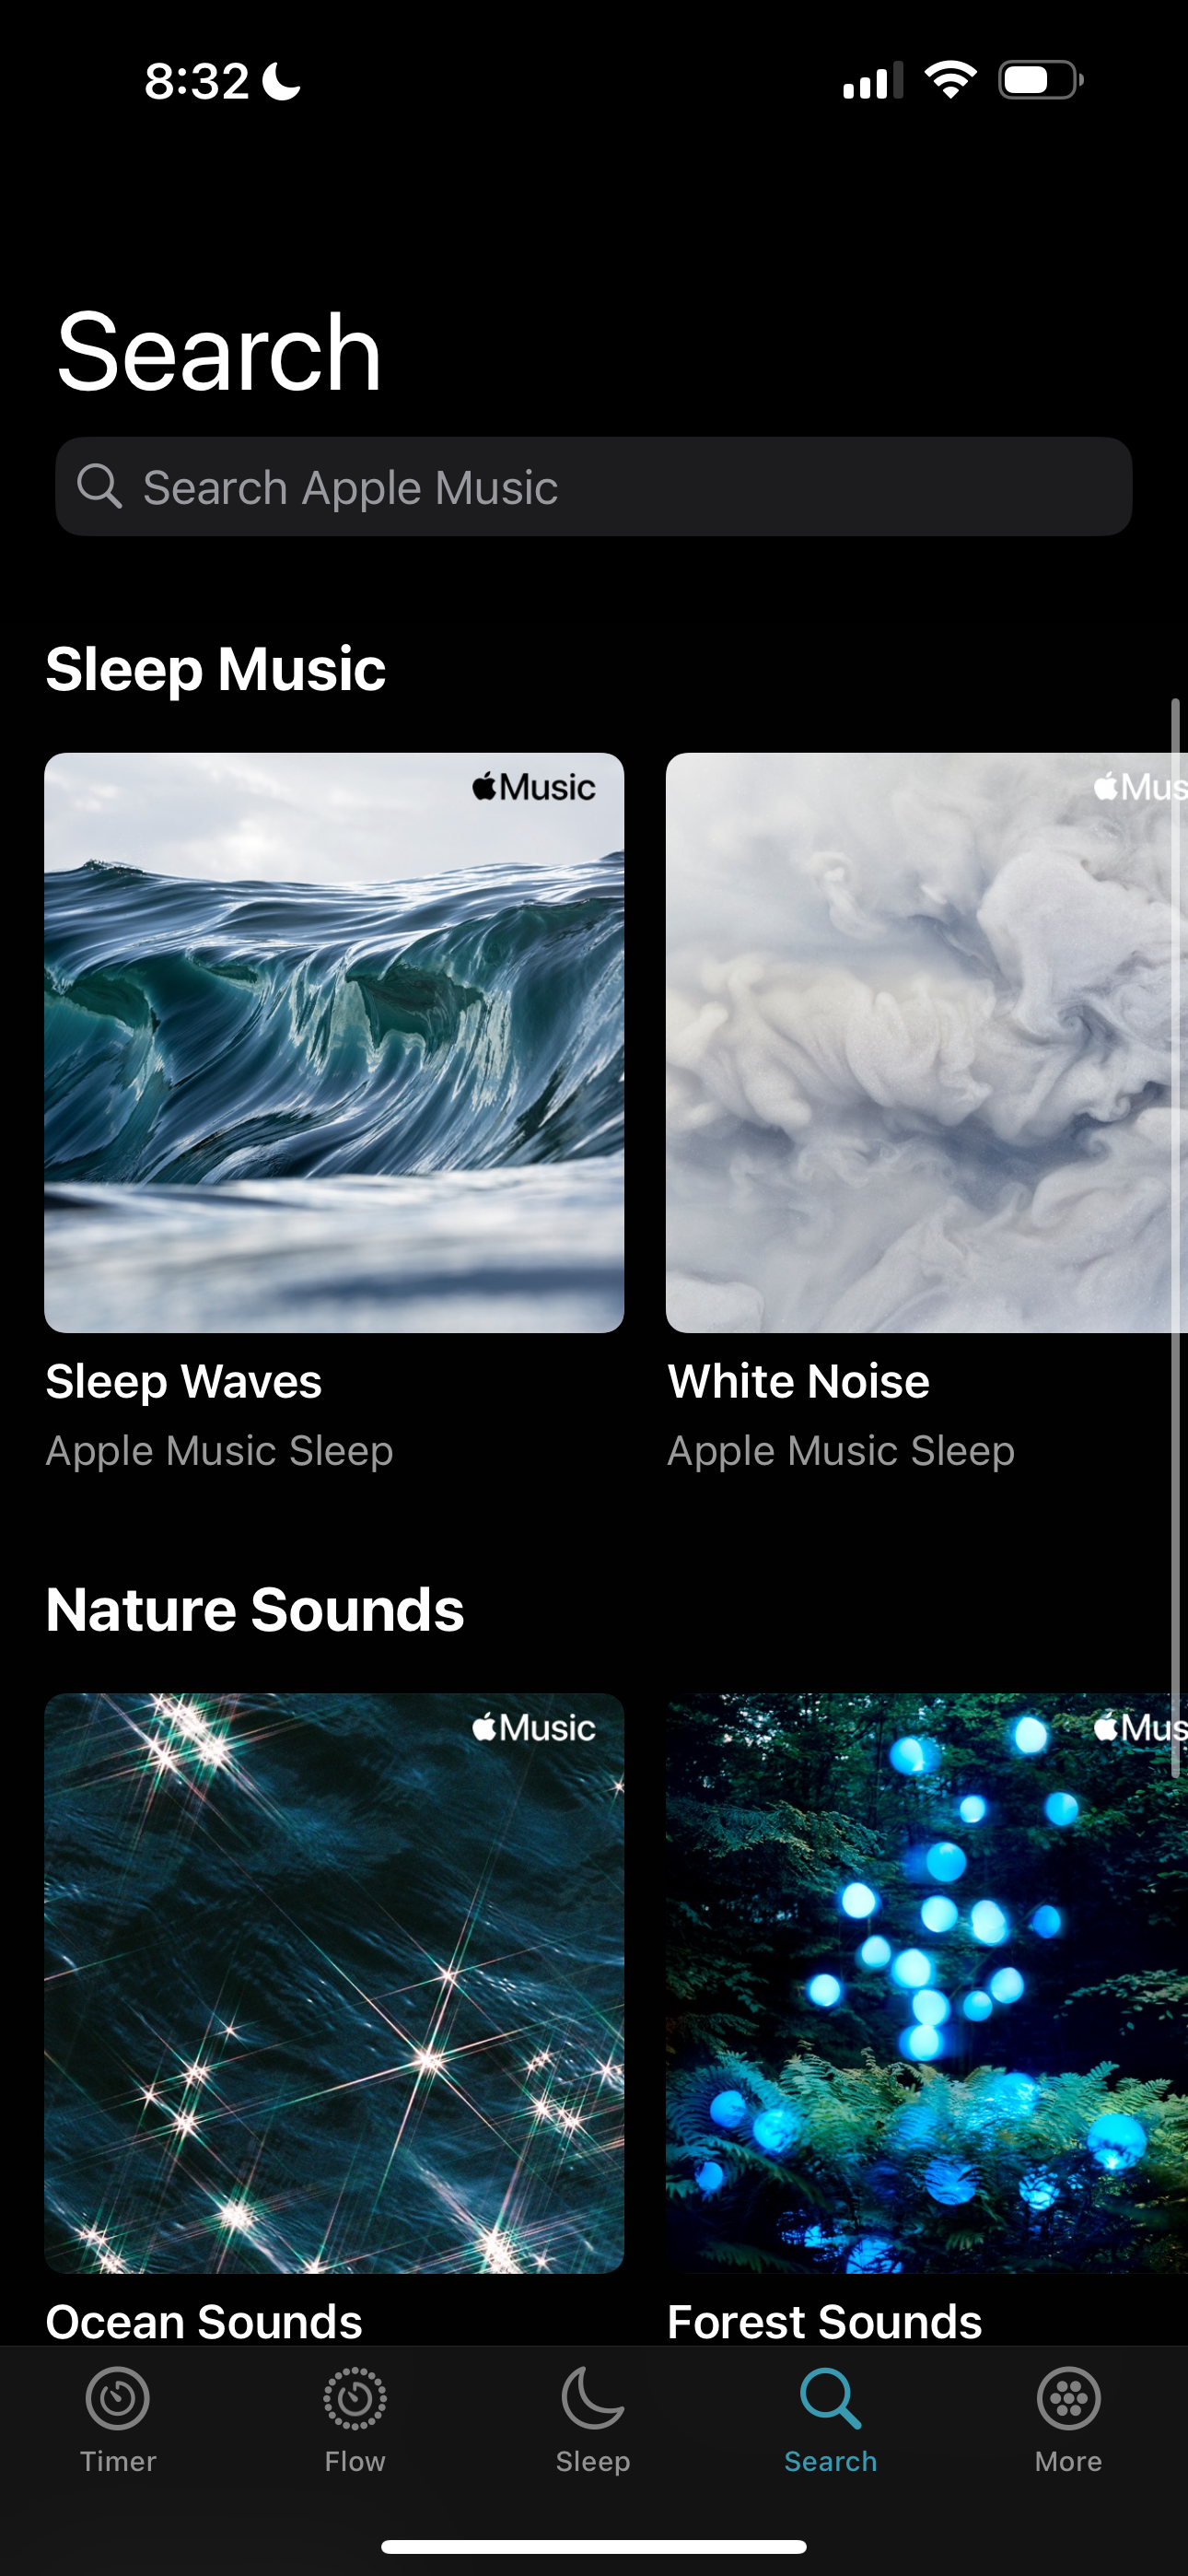 8:32
Search
Search Apple Music
Sleep Music
Music
Mus
Sleep Waves
White Noise
Apple Music Sleep
Apple Music Sleep
Nature Sounds
Music
Mus
Ocean Sounds
Forest Sounds
Timer
Flow
Sleep
Search
More